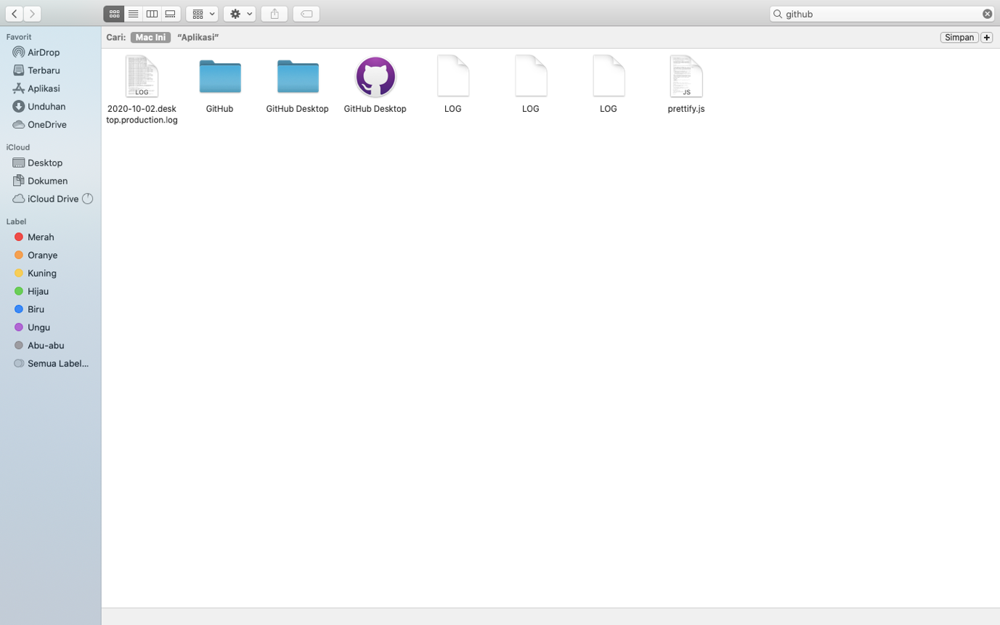 github
Favorit
AirDrop
Terbaru
Aplikasi
Unduhan
OneDrive
iCloud
Desktop
Dokumen
iCloud Drive
Label
Merah
Oranye
Kuning
Hijau
Biru
Ungu
Abu-abu
Semua Label...
Cari: Mac Ini “Aplikasi” Simpan +
LOG
2020-10-02.desk
top.production.log
GitHub
GitHub Desktop
GitHub Desktop
LOG
LOG
LOG
JS
prettify.js